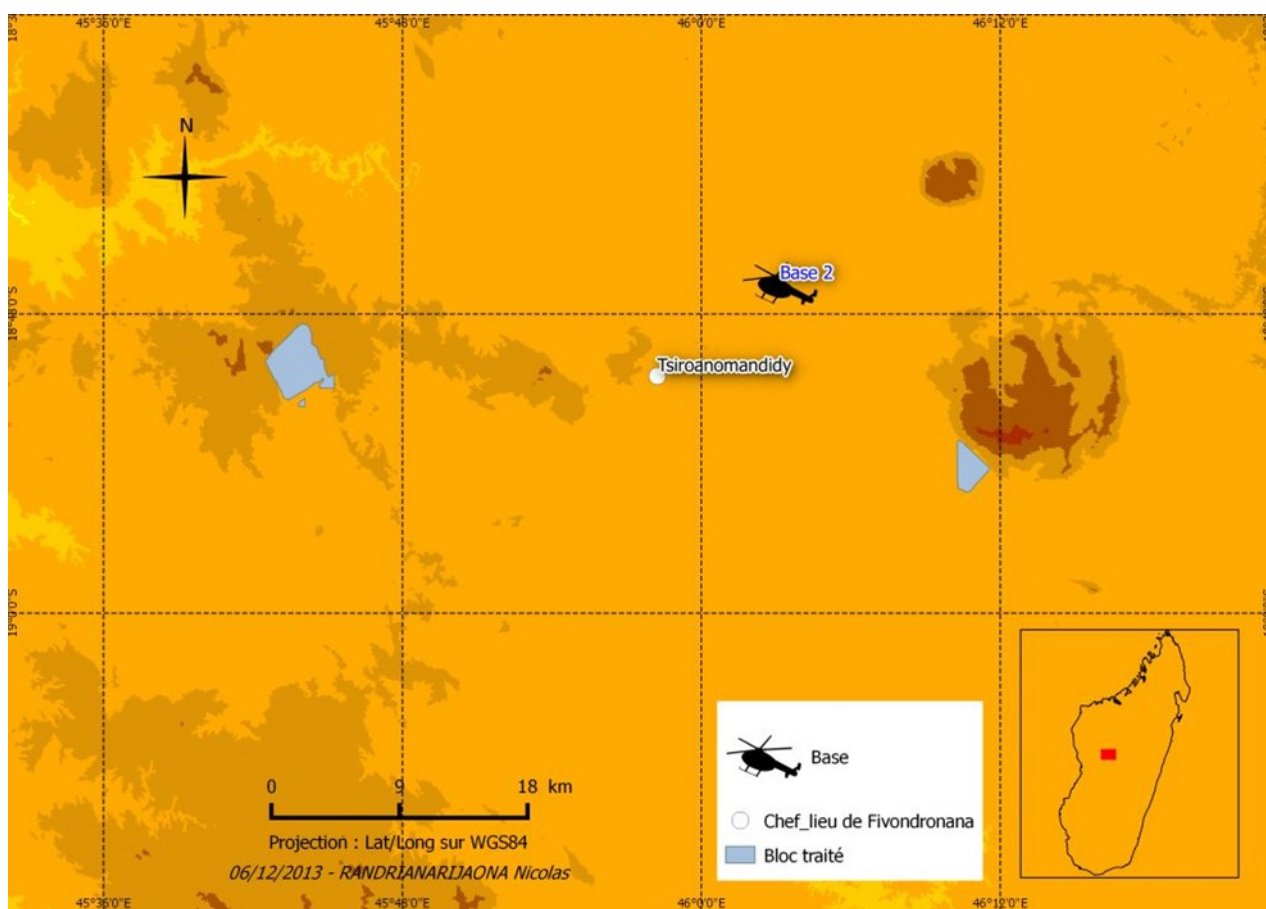 45°36'0"E
45°48'0"E
46°0'0"E
46°12'0"E
N
Base 2
18°48'0"S
Tsiroanomandidy
19°0'0"S
Base
0 9 18 km
Chef_lieu de Fivondronana
Projection : Lat/Long sur WGS84
Bloc traité
06/12/2013 - RANDRIANARIJAONA Nicolas
45°36'0"E
45°48'0"E
46°0'0"E
46°12'0"E